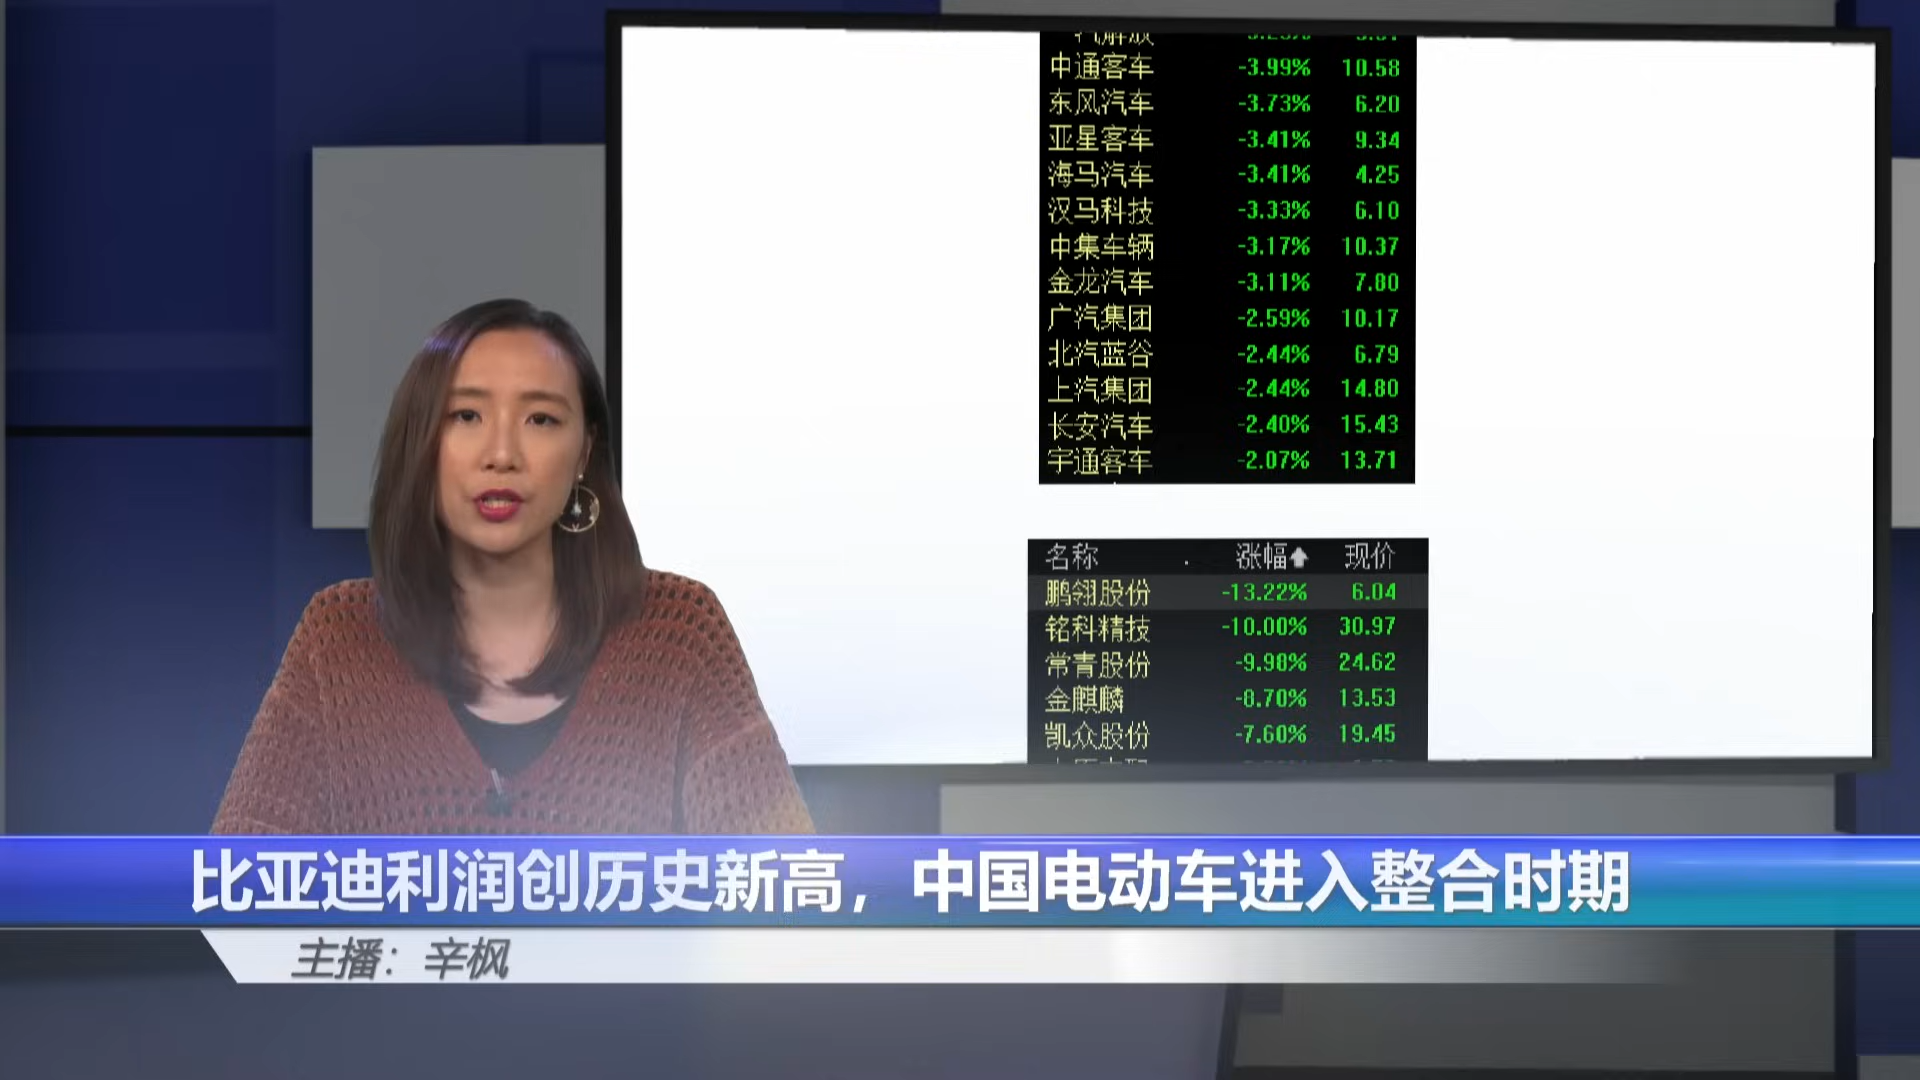 中通客车 -3.99% 10.58
东风汽车 -3.73% 6.20
亚星客车 -3.41% 9.34
海马汽车 -3.41% 4.25
汉马科技 -3.33% 6.10
中集车辆 -3.17% 10.37
金龙汽车 -3.11% 7.80
广汽集团 -2.59% 10.17
北汽蓝谷 -2.44% 6.79
上汽集团 -2.44% 14.80
长安汽车 -2.40% 15.43
宇通客车 -2.07% 13.71
名称 . 涨幅⬆ 现价
鹏翎股份 -13.22% 6.04
铭科精技 -10.00% 30.97
常青股份 -9.98% 24.62
金麒麟 -8.70% 13.53
凯众股份 -7.60% 19.45
比亚迪利润创历史新高，中国电动车进入整合时期
主播：辛枫